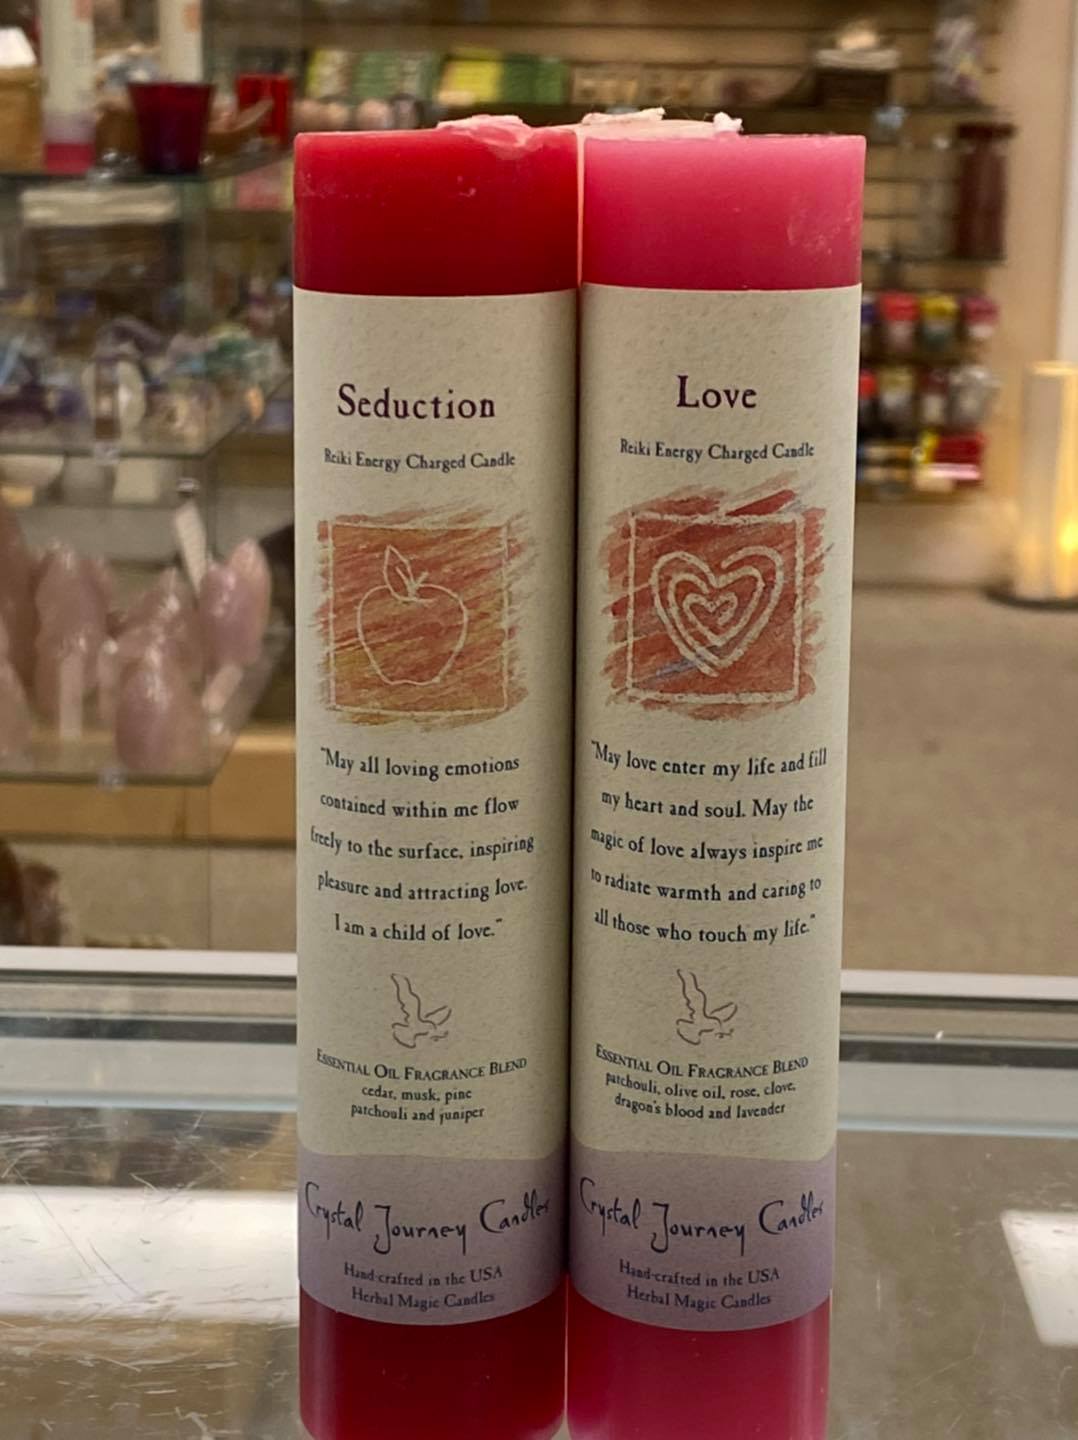 Seduction
Reiki Energy Charged Candle
"May all loving emotions
contained within me flow
freely to the surface, inspiring
pleasure and attracting love.
I am a child of love."
Essential Oil Fragrance Blend
cedar, musk, pine
patchouli and juniper
Crystal Journey Candles
Hand-crafted in the USA
Herbal Magic Candles
Love
Reiki Energy Charged Candle
"May love enter my life and fill
my heart and soul. May the
magic of love always inspire me
to radiate warmth and caring to
all those who touch my life."
Essential Oil Fragrance Blend
patchouli, olive oil, rose, clove,
dragon's blood and lavender
Crystal Journey Candles
Hand-crafted in the USA
Herbal Magic Candles